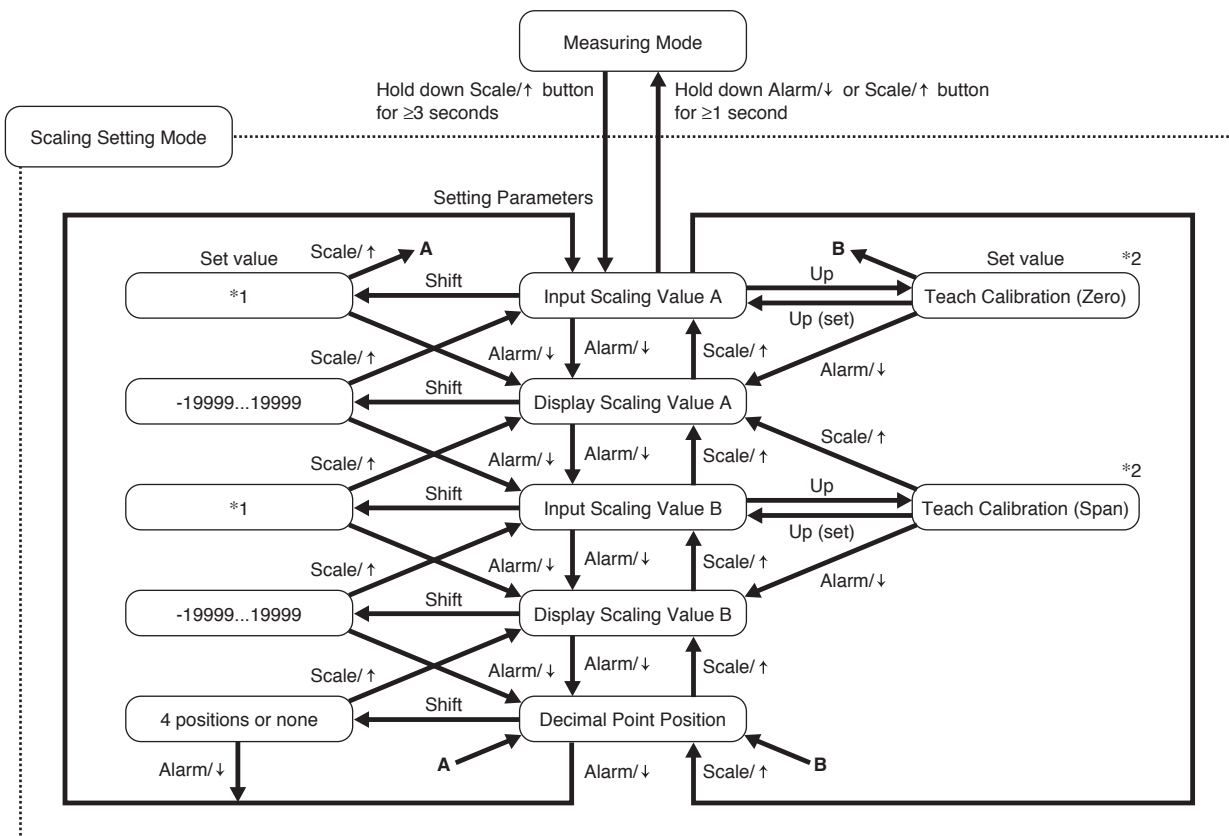 Measuring Mode
Hold down Scale/↑ button
for ≥3 seconds
Hold down Alarm/↓ or Scale/↑ button
for ≥1 second
Scaling Setting Mode
Setting Parameters
Set value
Scale/↑
A
B
Set value
*2
*1
Shift
Input Scaling Value A
Up
Up (set)
Teach Calibration (Zero)
Scale/↑
Alarm/↓
Alarm/↓
Scale/↑
Alarm/↓
-19999...19999
Shift
Display Scaling Value A
Scale/↑
Scale/↑
Alarm/↓
Alarm/↓
Scale/↑
*2
*1
Shift
Input Scaling Value B
Up
Up (set)
Teach Calibration (Span)
Scale/↑
Alarm/↓
Alarm/↓
Scale/↑
Alarm/↓
-19999...19999
Shift
Display Scaling Value B
Scale/↑
Alarm/↓
Alarm/↓
Scale/↑
4 positions or none
Shift
Decimal Point Position
Alarm/↓
A
Alarm/↓
Scale/↑
B